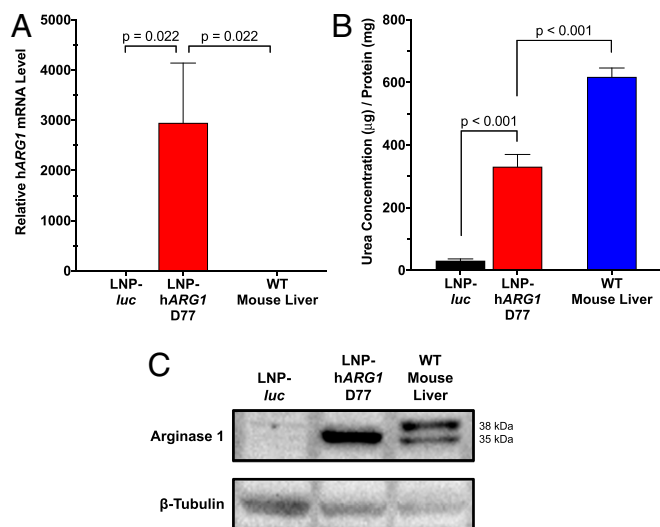 A
Relative hARG1 mRNA Level
5000
4000
3000
2000
1000
0
p = 0.022
p = 0.022
LNP-
luc
LNP-
hARG1
D77
WT
Mouse Liver
B
Urea Concentration (μg) / Protein (mg)
800
600
400
200
0
p < 0.001
p < 0.001
LNP-
luc
LNP-
hARG1
D77
WT
Mouse Liver
C
LNP-
luc
LNP-
hARG1
D77
WT
Mouse
Liver
Arginase 1
38 kDa
35 kDa
β-Tubulin